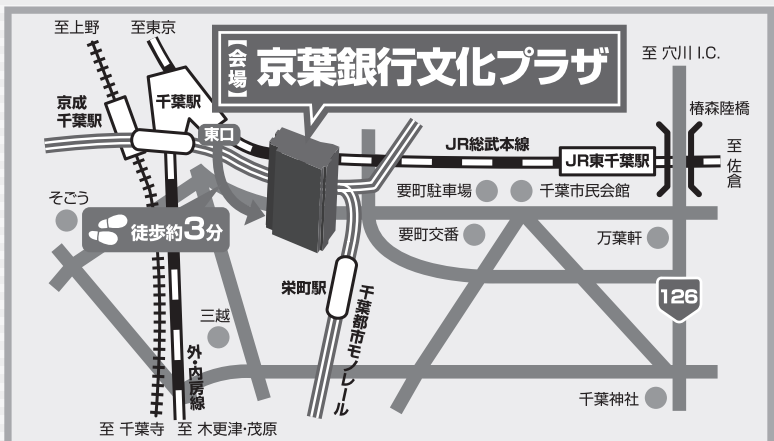 至上野
至東京
【会場】
京葉銀行文化プラザ
至 穴川 I.C.
京成
千葉駅
千葉駅
東口
椿森陸橋
JR総武本線
JR東千葉駅
至 佐倉
そごう
徒歩約3分
要町駐車場
千葉市民会館
要町交番
万葉軒
栄町駅
千葉都市モノレール
126
三越
外・内房線
千葉神社
至 千葉寺
至 木更津・茂原